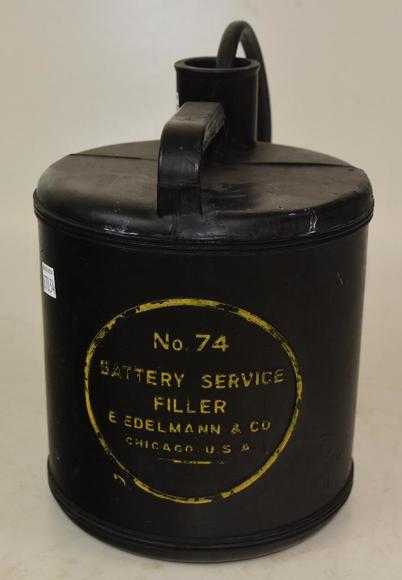 No. 74
BATTERY SERVICE
FILLER
E EDELMANN & CO
CHICAGO U.S.A.